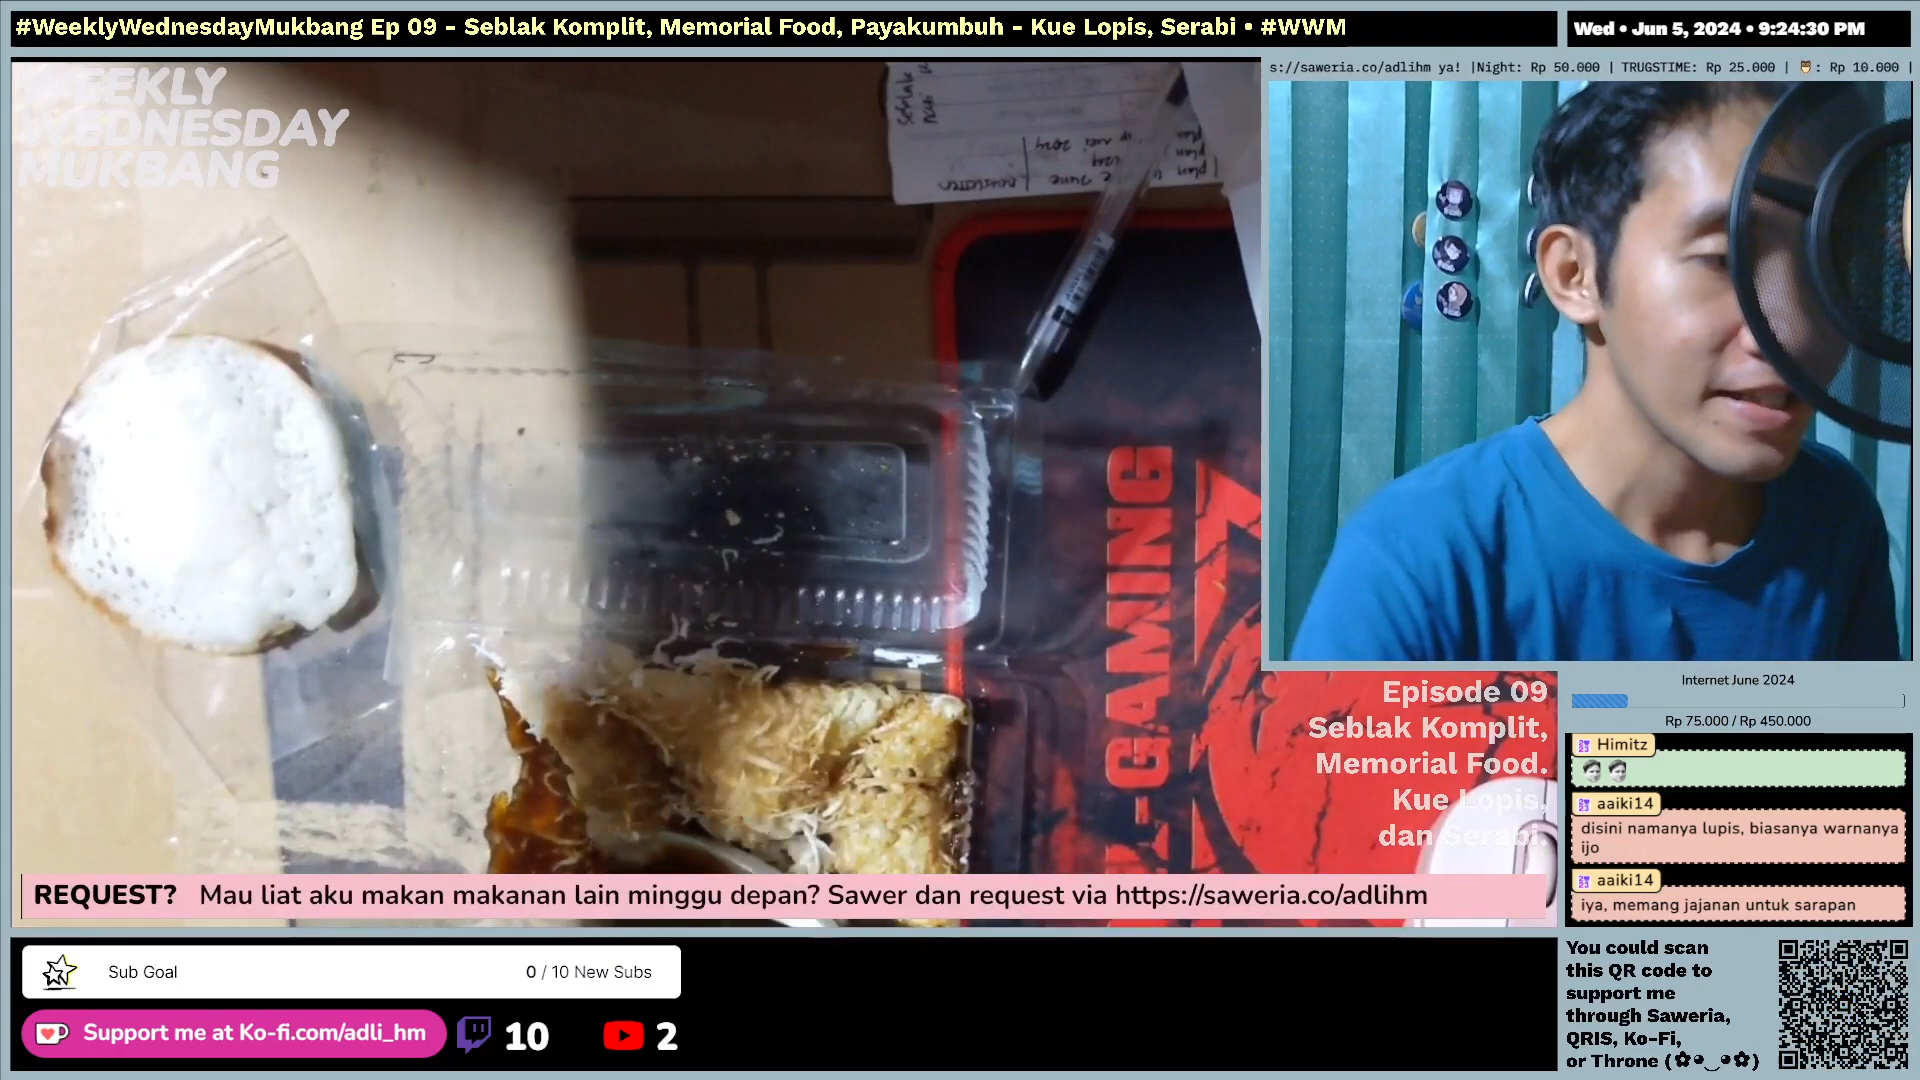 #WeeklyWednesdayMukbang Ep 09 - Seblak Komplit, Memorial Food, Payakumbuh - Kue Lopis, Serabi • #WWM
Wed • Jun 5, 2024 • 9:24:30 PM
s://saweria.co/adlihm ya! |Night: Rp 50.000 | TRUGSTIME: Rp 25.000 | : Rp 10.000 |
WEEKLY
WEDNESDAY
MUKBANG
newsletter
June
2024
plan
plan
GAMING
Episode 09
Seblak Komplit,
Memorial Food.
Kue Lopis,
dan Serabi.
REQUEST? Mau liat aku makan makanan lain minggu depan? Sawer dan request via https://saweria.co/adlihm
Internet June 2024
Rp 75.000 / Rp 450.000
Himitz
aaiki14
disini namanya lupis, biasanya warnanya
ijo
aaiki14
iya, memang jajanan untuk sarapan
Sub Goal 0 / 10 New Subs
Support me at Ko-fi.com/adli_hm 10 2
You could scan
this QR code to
support me
through Saweria,
QRIS, Ko-Fi,
or Throne (✿◕‿◕✿)